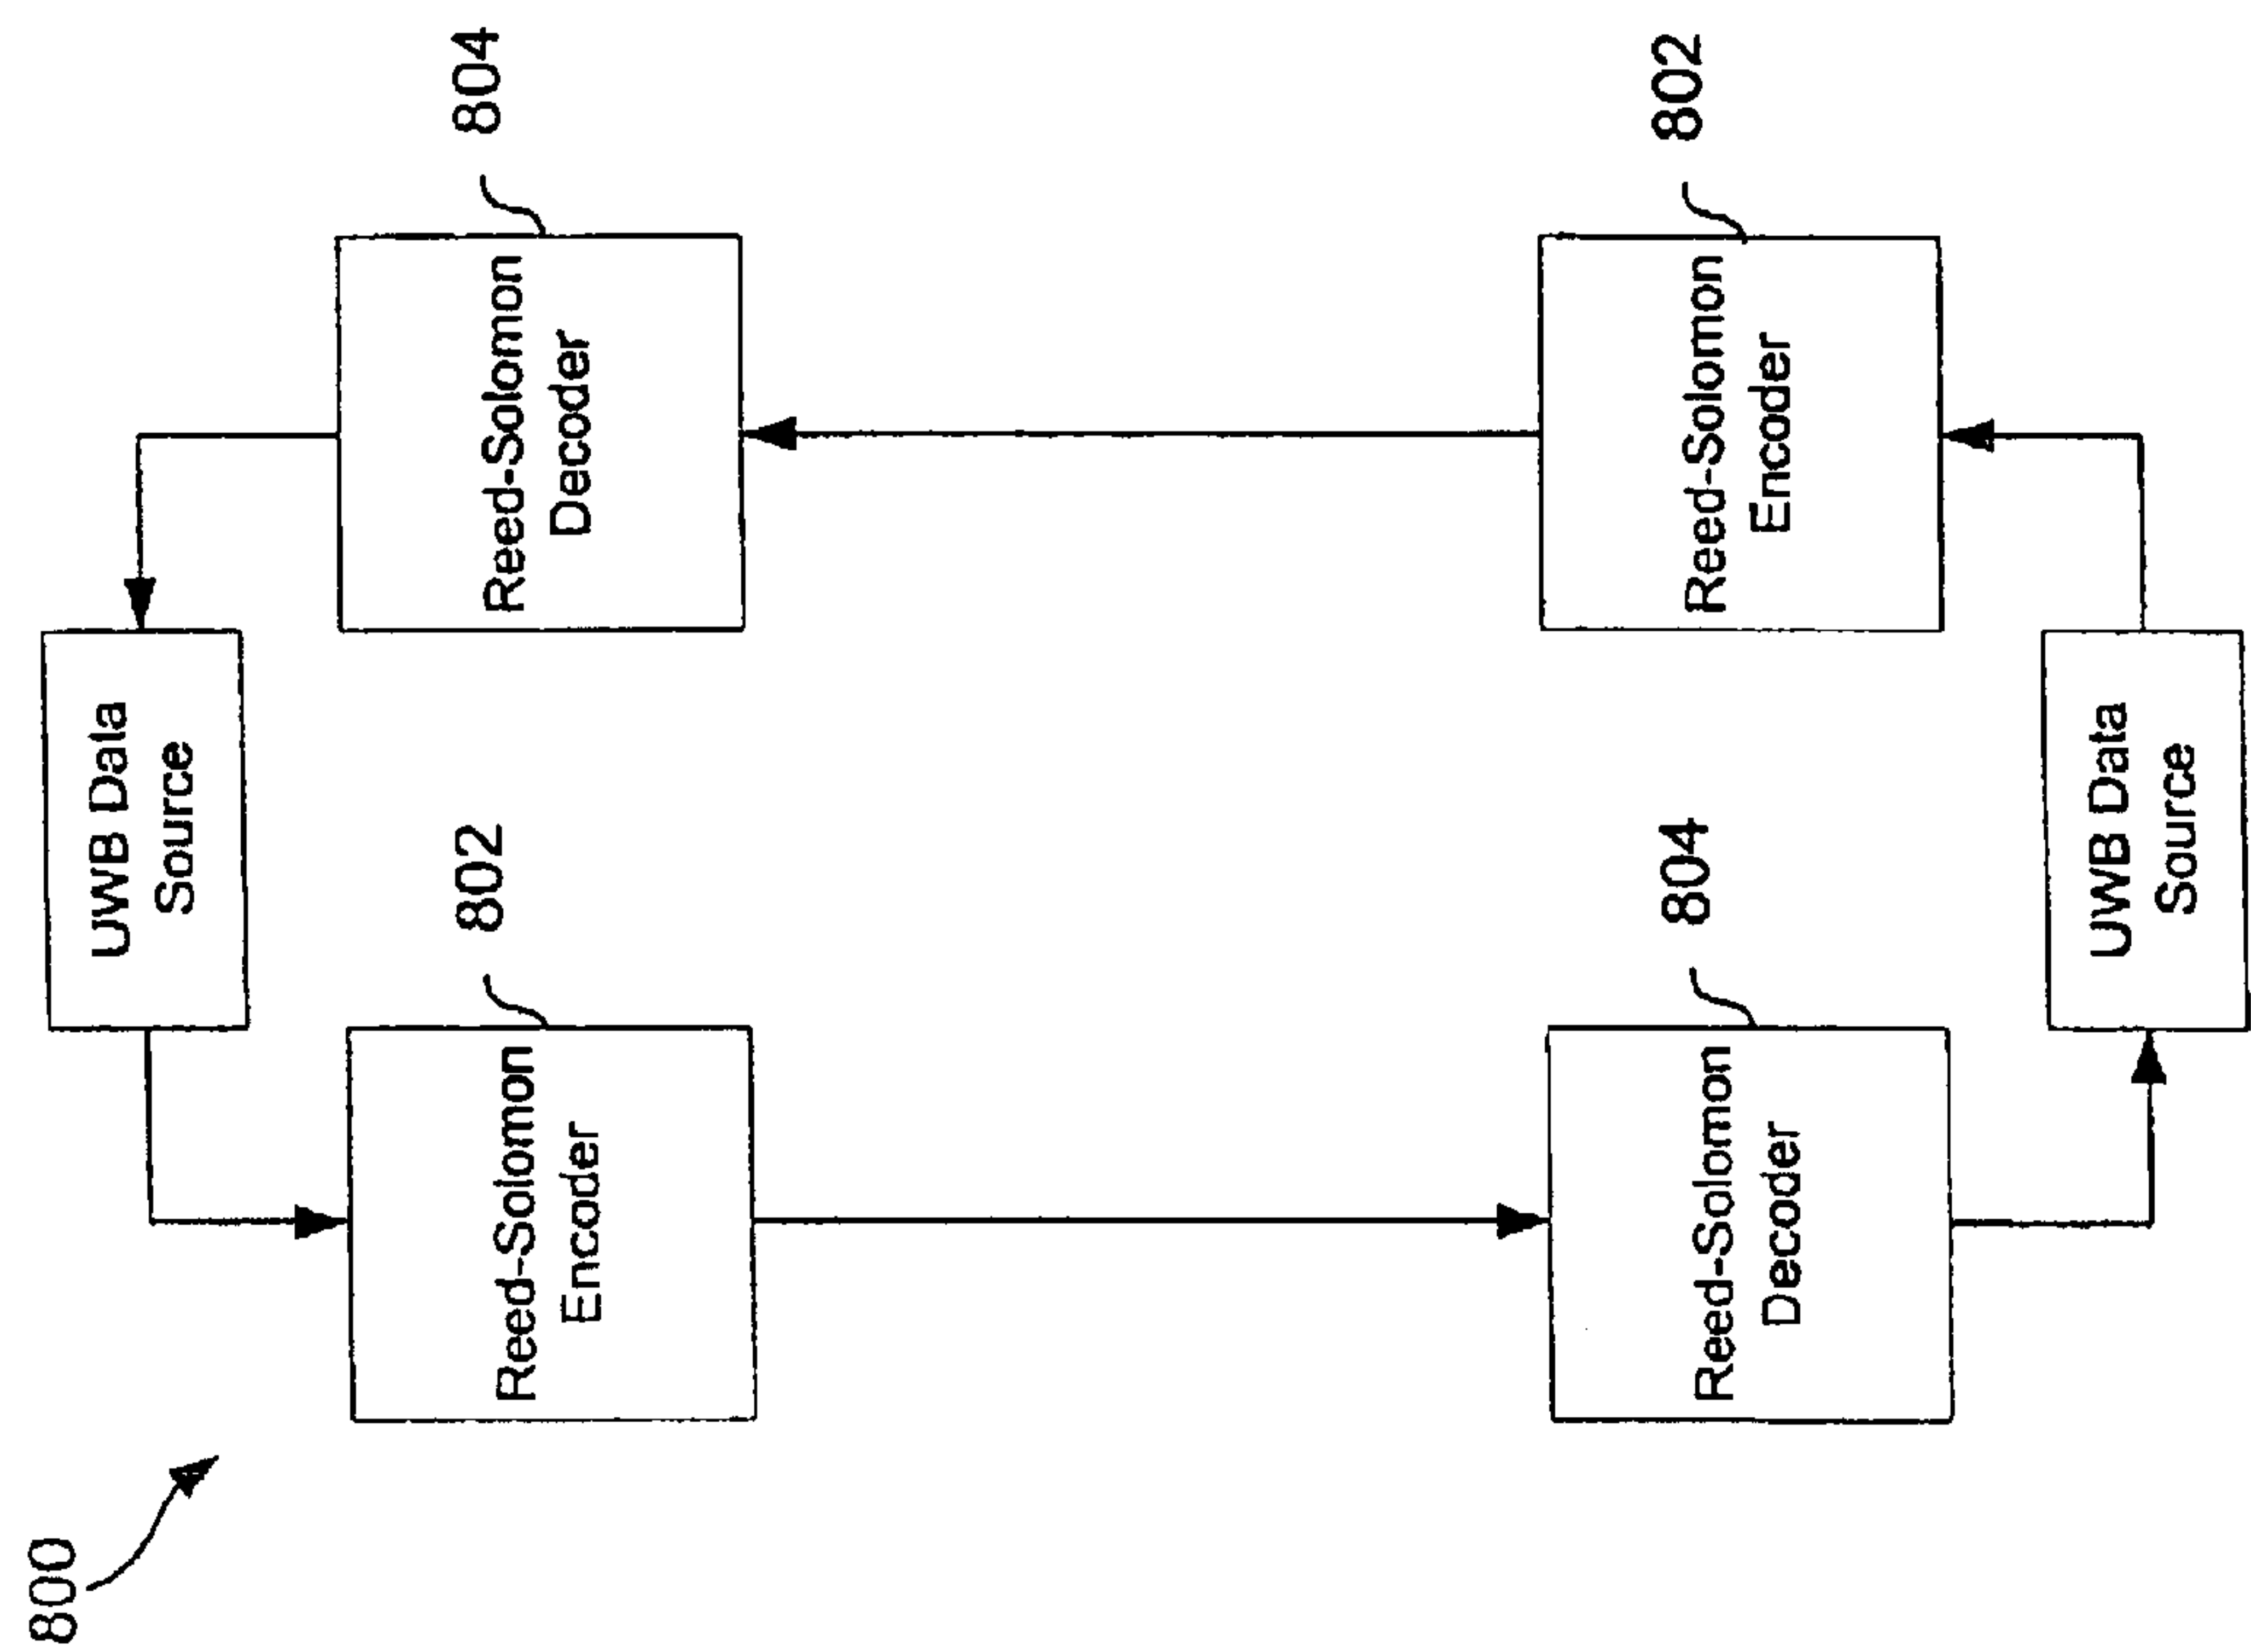 800
UWB Data
Source
802
Reed-Solomon
Encoder
804
Reed-Solomon
Decoder
804
Reed-Solomon
Decoder
802
Reed-Solomon
Encoder
UWB Data
Source